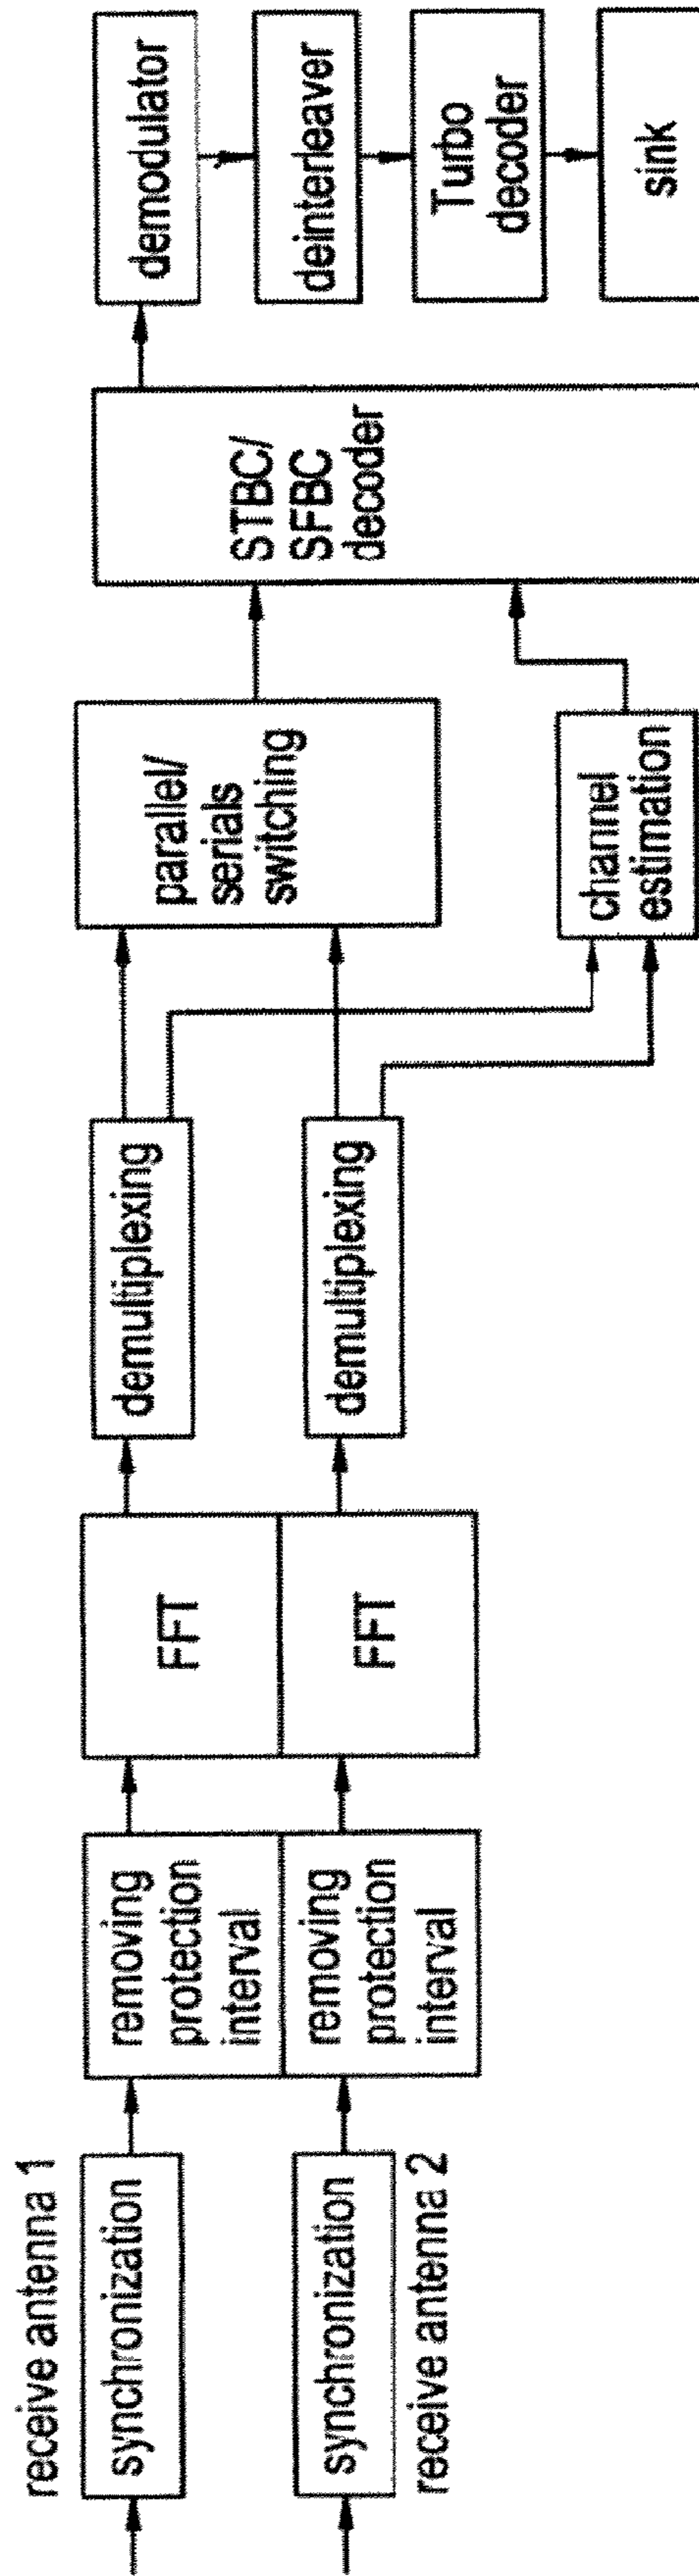 receive antenna 1
synchronization
removing
protection
interval
FFT
demultiplexing
parallel/
serials
switching
STBC/
SFBC
decoder
demodulator
deinterleaver
Turbo
decoder
sink
synchronization
receive antenna 2
removing
protection
interval
FFT
demultiplexing
channel
estimation